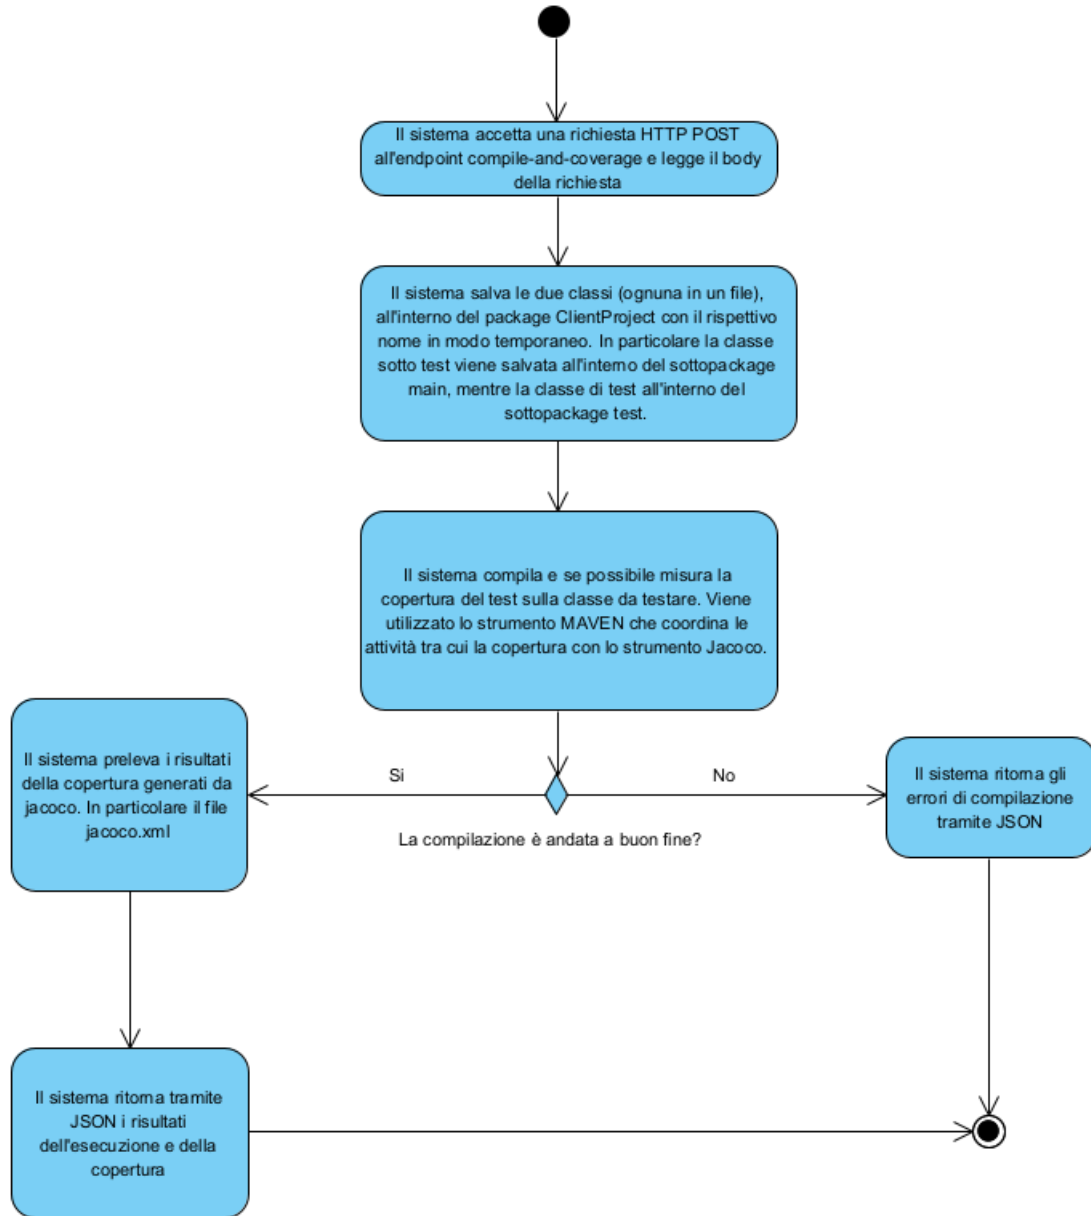 Il sistema accetta una richiesta HTTP POST
all'endpoint compile-and-coverage e legge il body
della richiesta
Il sistema salva le due classi (ognuna in un file),
all'interno del package ClientProject con il rispettivo
nome in modo temporaneo. In particolare la classe
sotto test viene salvata all'interno del sottopackage
main, mentre la classe di test all'interno del
sottopackage test.
Il sistema compila e se possibile misura la
copertura del test sulla classe da testare. Viene
utilizzato lo strumento MAVEN che coordina le
attività tra cui la copertura con lo strumento Jacoco.
Si
No
La compilazione è andata a buon fine?
Il sistema preleva i risultati
della copertura generati da
jacoco. In particolare il file
jacoco.xml
Il sistema ritorna gli
errori di compilazione
tramite JSON
Il sistema ritorna tramite
JSON i risultati
dell'esecuzione e della
copertura